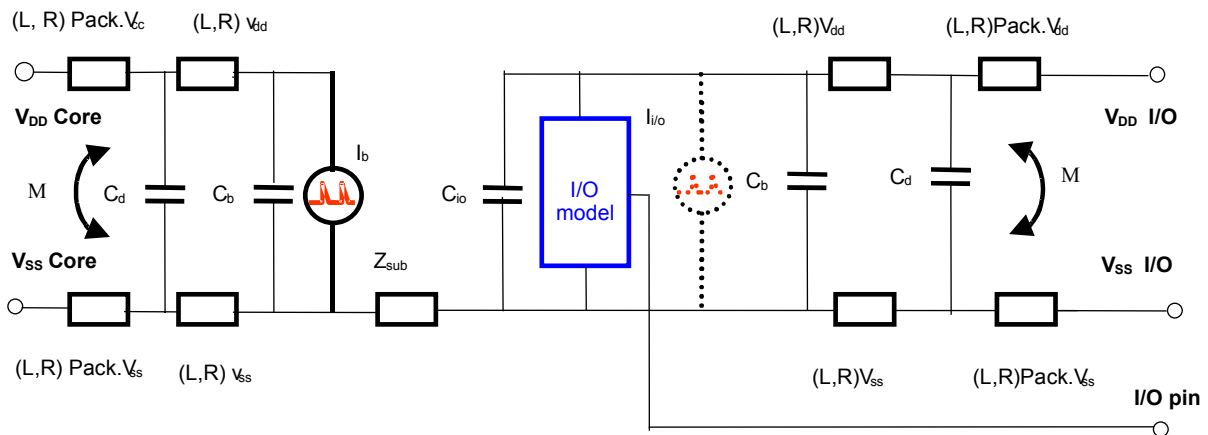 (L, R) Pack.Vcc
(L,R) vdd
(L,R)Vdd
(L,R)Pack.Vdd
VDD Core
Ib
Ii/o
VDD I/O
M
Cd
Cb
Cio
I/O
model
Cb
Cd
M
VSS Core
Zsub
VSS I/O
(L,R) Pack.Vss
(L,R) vss
(L,R)Vss
(L,R)Pack.Vss
I/O pin